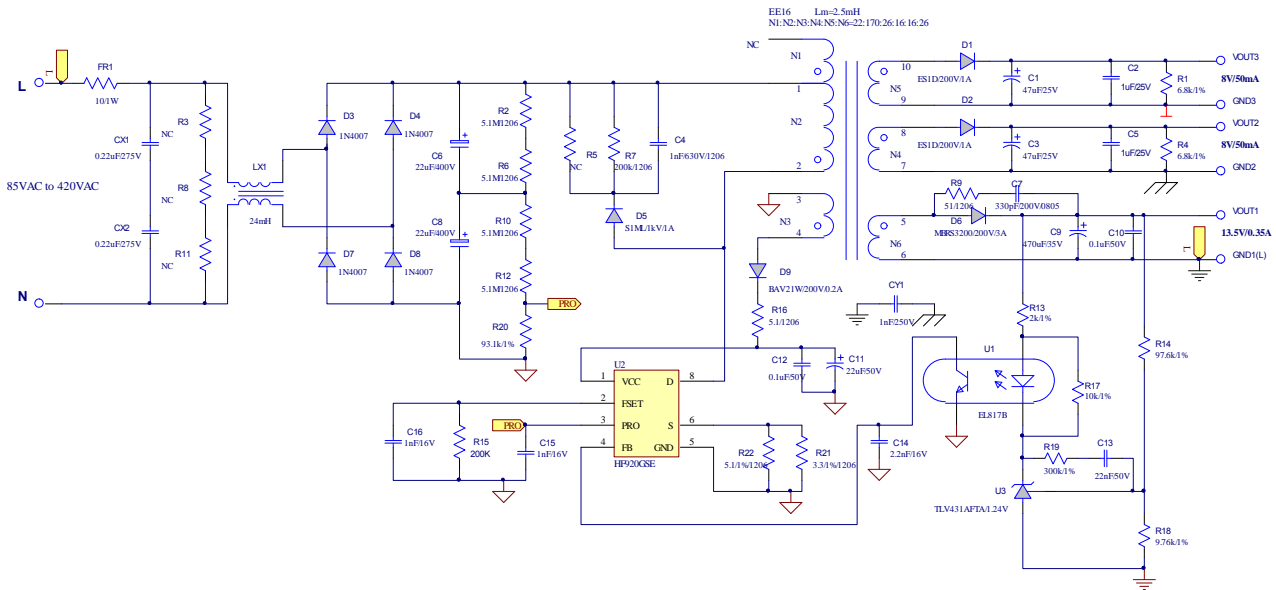 EE16 Lm=2.5mH
N1:N2:N3:N4:N5:N6=22:170:26:16:16:26
L
L
FR1
10/1W
CX1
NC
0.22uF/275V
R3
R8
NC
CX2
0.22uF/275V
R11
NC
85VAC to 420VAC
N
LX1
24mH
D3
1N4007
D4
1N4007
D7
1N4007
D8
1N4007
C6
22uF/400V
C8
22uF/400V
R2
5.1M1206
R6
5.1M1206
R10
5.1M1206
R12
5.1M1206
PRO
R20
93.1k/1%
R5
NC
R7
200k/1206
C4
1nF/630V/1206
D5
S1ML/1kV/1A
NC
N1
1
N2
2
3
N3
4
10
N5
9
8
N4
7
5
N6
6
D1
ES1D/200V/1A
D2
ES1D/200V/1A
C1
47uF/25V
C2
1uF/25V
R1
6.8k/1%
VOUT3
8V/50mA
GND3
C3
47uF/25V
C5
1uF/25V
R4
6.8k/1%
VOUT2
8V/50mA
GND2
R9
51/1206
C7
330pF/200V/0805
D6
MBRS3200/200V/3A
C9
470uF/35V
C10
0.1uF/50V
VOUT1
13.5V/0.35A
L
GND1(L)
D9
BAV21W/200V/0.2A
R16
5.1/1206
CY1
1nF/250V
C12
0.1uF/50V
C11
22uF/50V
R13
2k/1%
R14
97.6k/1%
U1
EL817B
R17
10k/1%
R19
300k/1%
C13
22nF/50V
U3
TLV431AFTA/1.24V
R18
9.76k/1%
U2
1 VCC D 8
2 FSET
3 PRO S 6
4 FB GND 5
HF920GSE
C16
1nF/16V
R15
200K
PRO
C15
1nF/16V
R22
5.1/1%/1206
R21
3.3/1%/1206
C14
2.2nF/16V